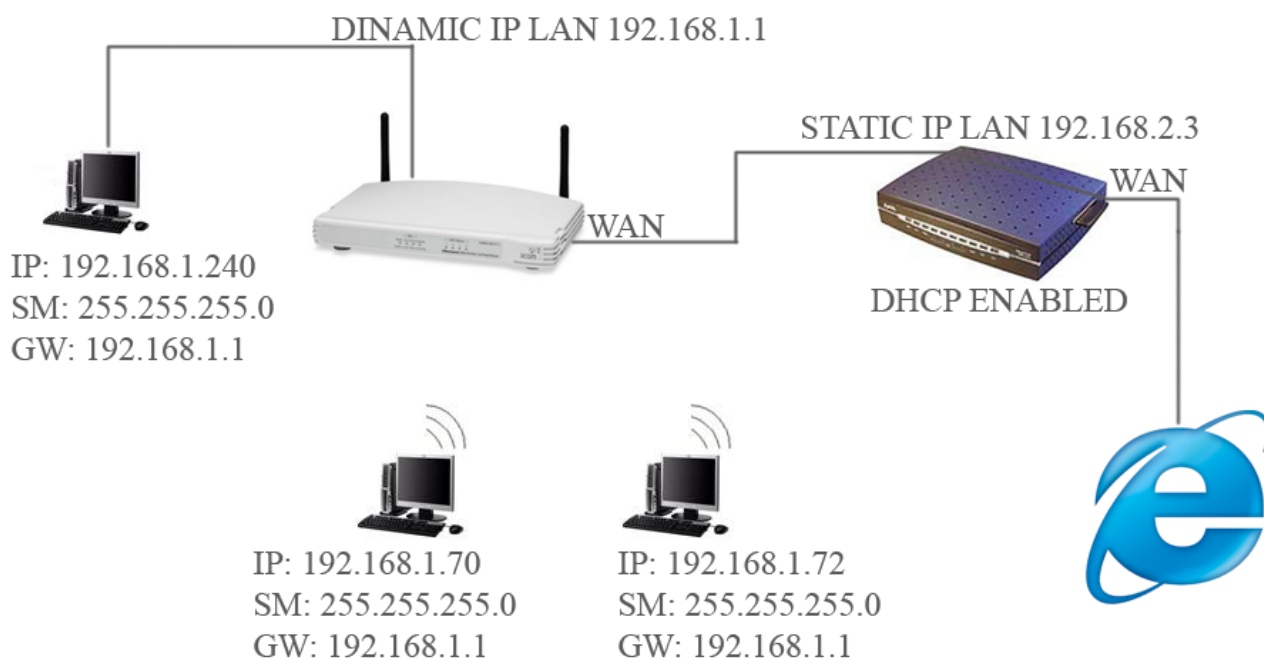 DINAMIC IP LAN 192.168.1.1
STATIC IP LAN 192.168.2.3
WAN
WAN
DHCP ENABLED
IP: 192.168.1.240
SM: 255.255.255.0
GW: 192.168.1.1
IP: 192.168.1.70
SM: 255.255.255.0
GW: 192.168.1.1
IP: 192.168.1.72
SM: 255.255.255.0
GW: 192.168.1.1